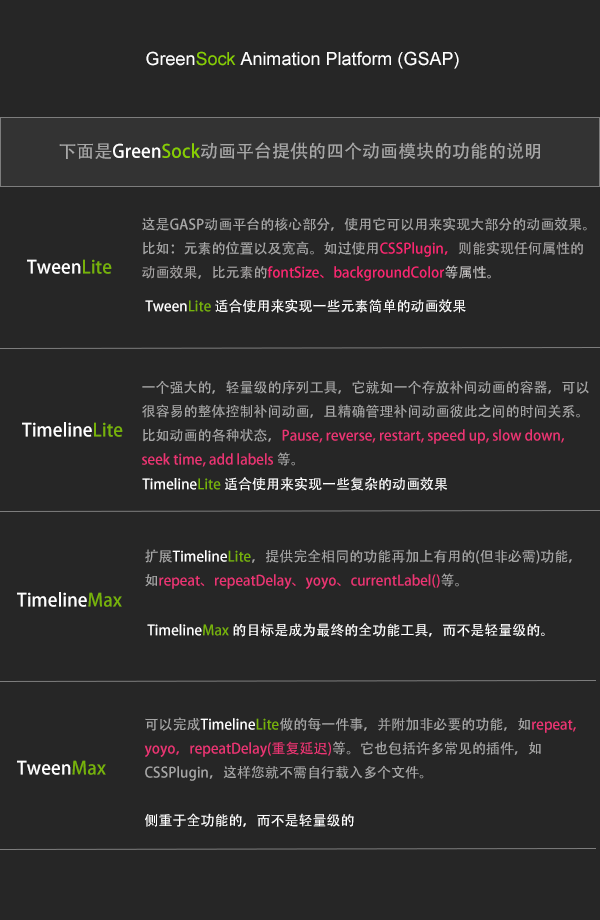 GreenSock Animation Platform (GSAP)
下面是GreenSock动画平台提供的四个动画模块的功能的说明
TweenLite
这是GASP动画平台的核心部分，使用它可以用来实现大部分的动画效果。
比如：元素的位置以及宽高。如过使用CSSPlugin，则能实现任何属性的
动画效果，比元素的fontSize、backgroundColor等属性。
TweenLite 适合使用来实现一些元素简单的动画效果
TimelineLite
一个强大的，轻量级的序列工具，它就如一个存放补间动画的容器，可以
很容易的整体控制补间动画，且精确管理补间动画彼此之间的时间关系。
比如动画的各种状态，Pause, reverse, restart, speed up, slow down,
seek time, add labels 等。
TimelineLite 适合使用来实现一些复杂的动画效果
TimelineMax
扩展TimelineLite，提供完全相同的功能再加上有用的(但非必需)功能，
如repeat、repeatDelay、yoyo、currentLabel()等。
TimelineMax 的目标是成为最终的全功能工具，而不是轻量级的。
TweenMax
可以完成TimelineLite做的每一件事，并附加非必要的功能，如repeat,
yoyo，repeatDelay(重复延迟)等。它也包括许多常见的插件，如
CSSPlugin，这样您就不需自行载入多个文件。
侧重于全功能的，而不是轻量级的